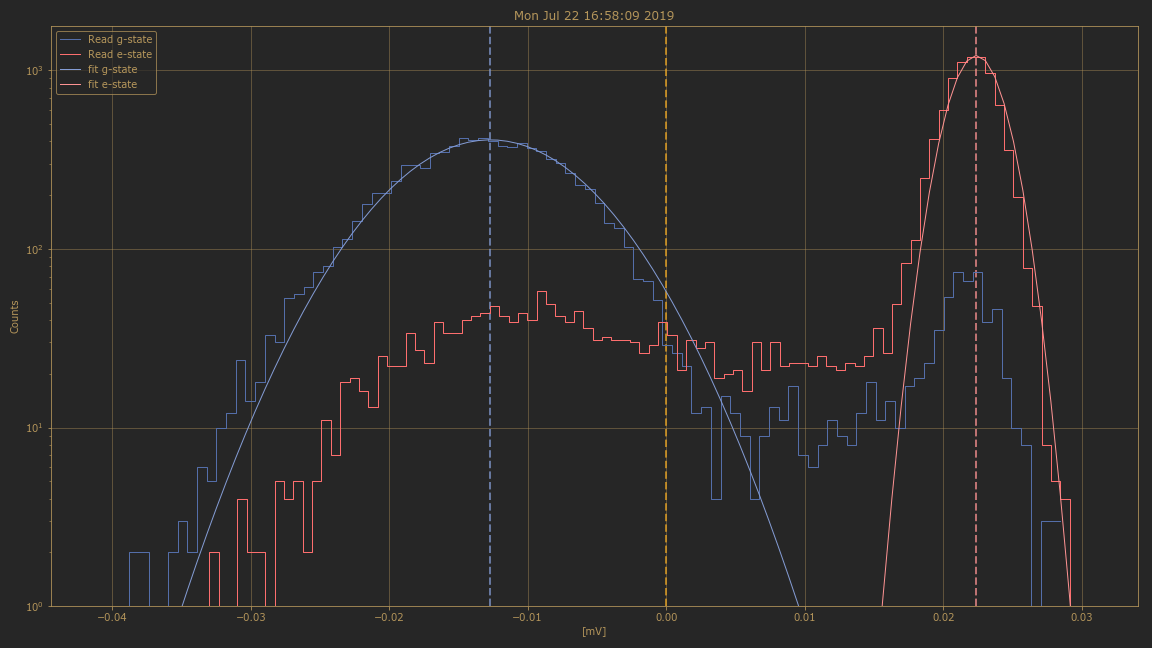 Mon Jul 22 16:58:09 2019
Read g-state
Read e-state
fit g-state
fit e-state
Counts
10³
10²
10¹
10⁰
−0.04 −0.03 −0.02 −0.01 0.00 0.01 0.02 0.03
[mV]